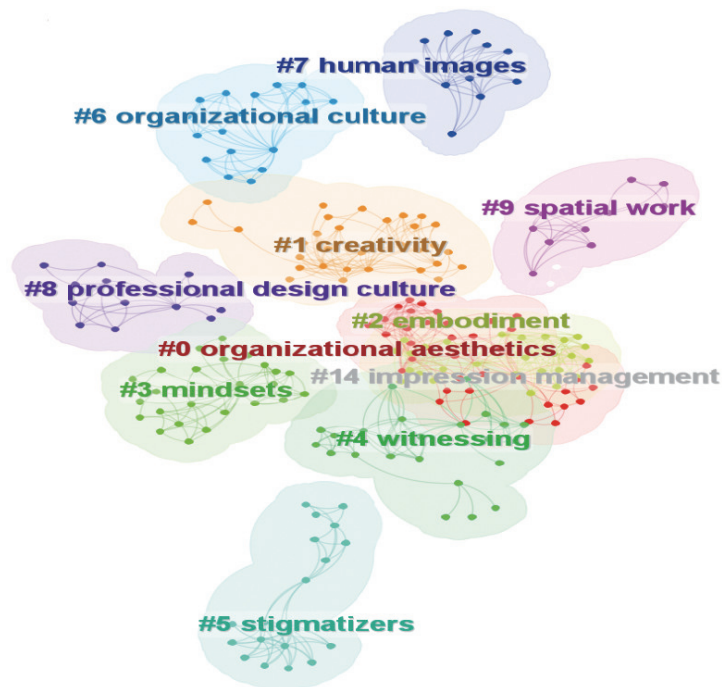 #7 human images
#6 organizational culture
#9 spatial work
#1 creativity
#8 professional design culture
#2 embodiment
#0 organizational aesthetics
#14 impression management
#3 mindsets
#4 witnessing
#5 stigmatizers